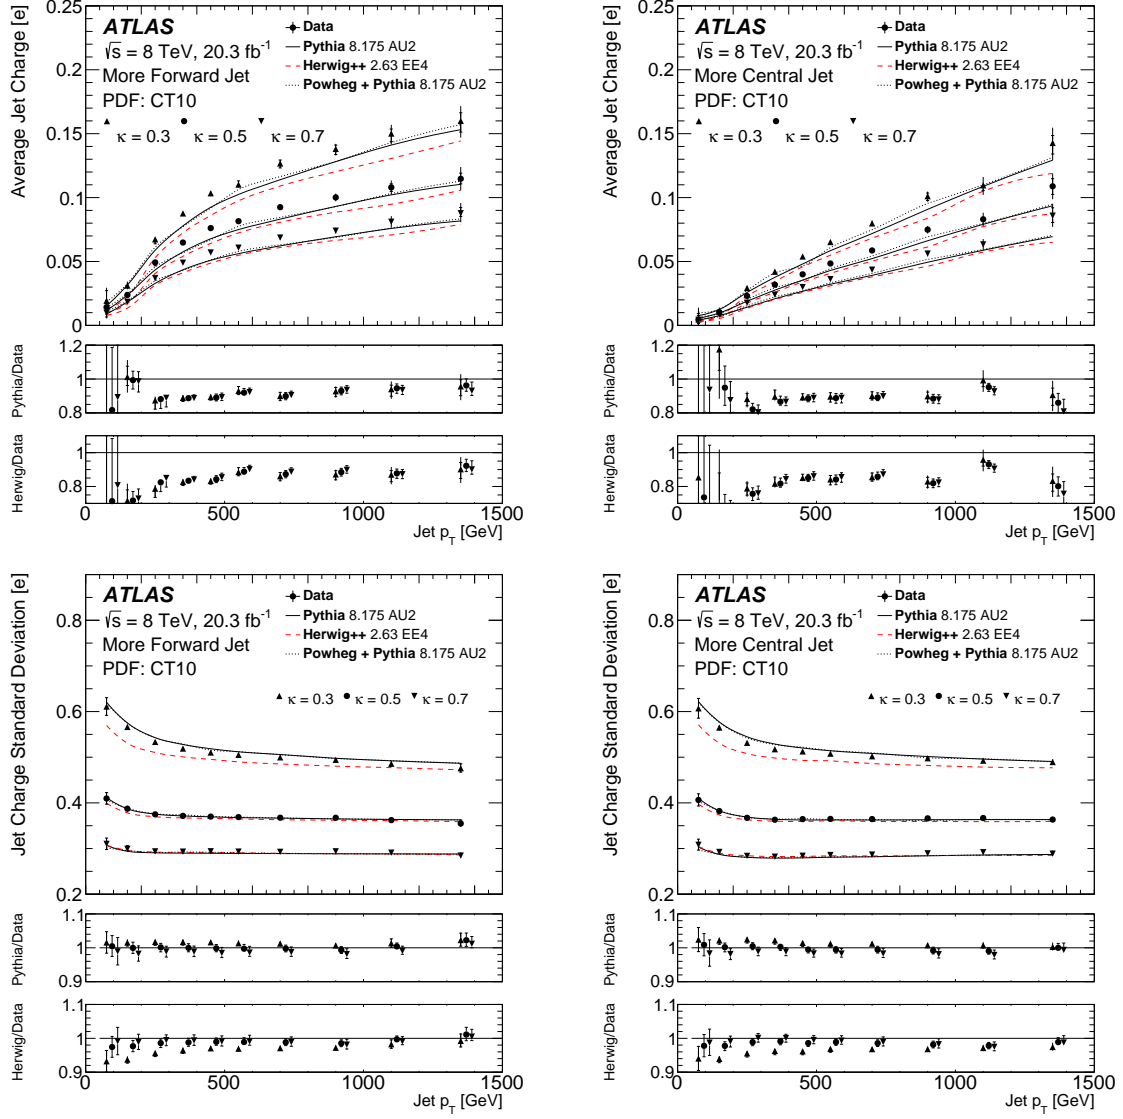 Average Jet Charge [e]
0.25
0.2
0.15
0.1
0.05
0
ATLAS
√s = 8 TeV, 20.3 fb⁻¹
More Forward Jet
PDF: CT10
Data
Pythia 8.175 AU2
Herwig++ 2.63 EE4
Powheg + Pythia 8.175 AU2
κ = 0.3 κ = 0.5 κ = 0.7
Pythia/Data
1.2
1
0.8
Herwig/Data
1
0.8
0 500 1000 1500
Jet p_T [GeV]
Average Jet Charge [e]
0.25
0.2
0.15
0.1
0.05
0
ATLAS
√s = 8 TeV, 20.3 fb⁻¹
More Central Jet
PDF: CT10
Data
Pythia 8.175 AU2
Herwig++ 2.63 EE4
Powheg + Pythia 8.175 AU2
κ = 0.3 κ = 0.5 κ = 0.7
Pythia/Data
1.2
1
0.8
Herwig/Data
1
0.8
0 500 1000 1500
Jet p_T [GeV]
Jet Charge Standard Deviation [e]
0.8
0.6
0.4
0.2
ATLAS
√s = 8 TeV, 20.3 fb⁻¹
More Forward Jet
PDF: CT10
Data
Pythia 8.175 AU2
Herwig++ 2.63 EE4
Powheg + Pythia 8.175 AU2
κ = 0.3 κ = 0.5 κ = 0.7
Pythia/Data
1.1
1
0.9
Herwig/Data
1.1
1
0.9
0 500 1000 1500
Jet p_T [GeV]
Jet Charge Standard Deviation [e]
0.8
0.6
0.4
0.2
ATLAS
√s = 8 TeV, 20.3 fb⁻¹
More Central Jet
PDF: CT10
Data
Pythia 8.175 AU2
Herwig++ 2.63 EE4
Powheg + Pythia 8.175 AU2
κ = 0.3 κ = 0.5 κ = 0.7
Pythia/Data
1.1
1
0.9
Herwig/Data
1.1
1
0.9
0 500 1000 1500
Jet p_T [GeV]